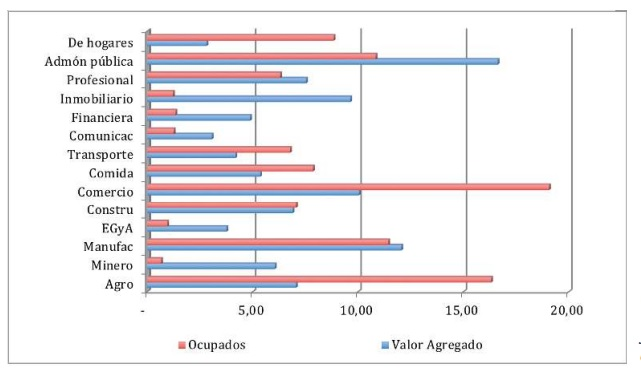 De hogares
Admón pública
Profesional
Inmobiliario
Financiera
Comunicac
Transporte
Comida
Comercio
Constru
EGyA
Manufac
Minero
Agro
- 5,00 10,00 15,00 20,00
Ocupados Valor Agregado